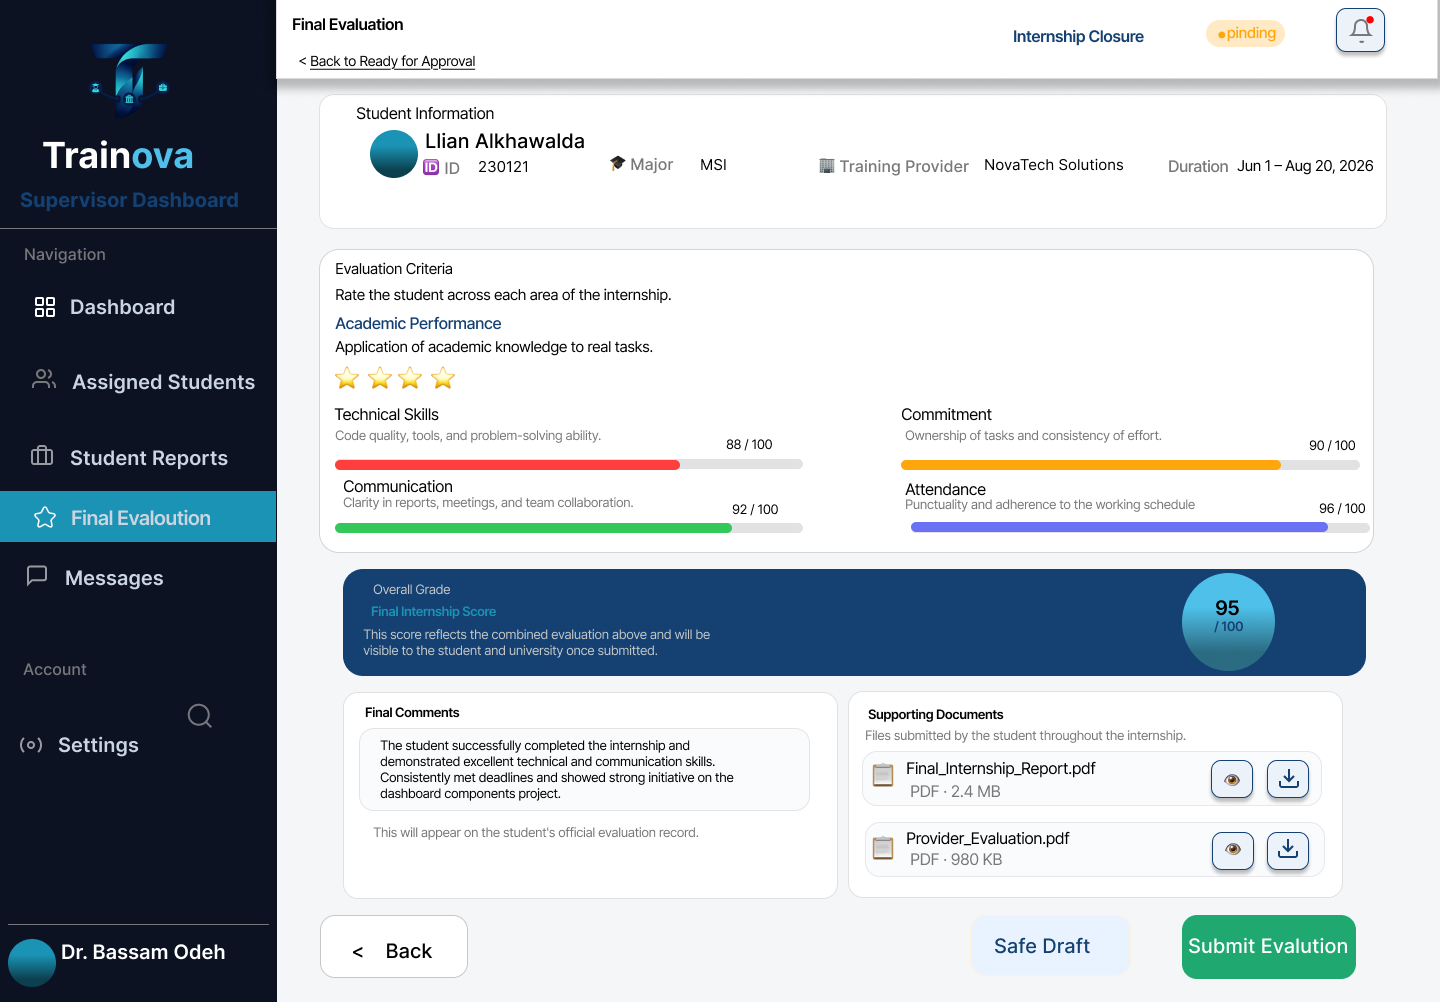 Trainova
Supervisor Dashboard
Navigation
Dashboard
Assigned Students
Student Reports
Final Evaloution
Messages
Account
Settings
Dr. Bassam Odeh
Final Evaluation
< Back to Ready for Approval
Internship Closure
pinding
Student Information
Llian Alkhawalda
ID 230121
Major MSI
Training Provider NovaTech Solutions
Duration Jun 1 – Aug 20, 2026
Evaluation Criteria
Rate the student across each area of the internship.
Academic Performance
Application of academic knowledge to real tasks.
Technical Skills
Code quality, tools, and problem-solving ability.
88 / 100
Commitment
Ownership of tasks and consistency of effort.
90 / 100
Communication
Clarity in reports, meetings, and team collaboration.
92 / 100
Attendance
Punctuality and adherence to the working schedule
96 / 100
Overall Grade
Final Internship Score
This score reflects the combined evaluation above and will be
visible to the student and university once submitted.
95
/ 100
Final Comments
The student successfully completed the internship and
demonstrated excellent technical and communication skills.
Consistently met deadlines and showed strong initiative on the
dashboard components project.
This will appear on the student's official evaluation record.
Supporting Documents
Files submitted by the student throughout the internship.
Final_Internship_Report.pdf
PDF · 2.4 MB
Provider_Evaluation.pdf
PDF · 980 KB
< Back
Safe Draft
Submit Evalution